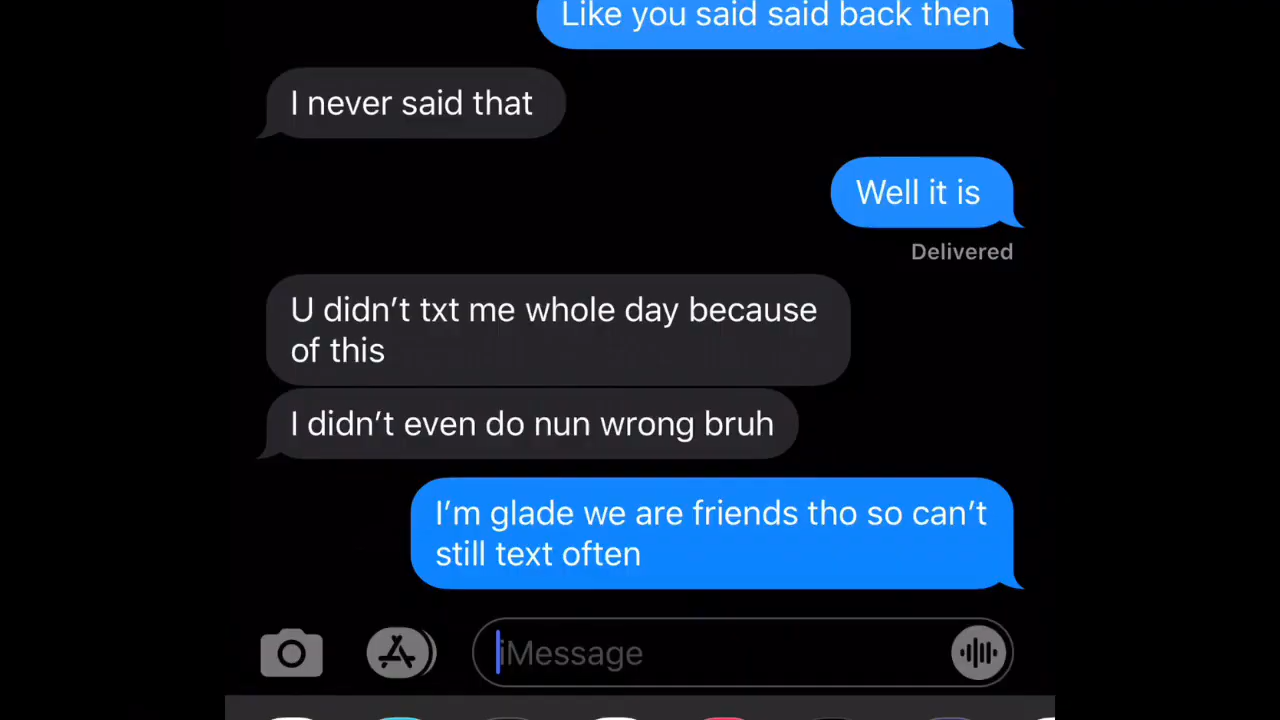 Like you said said back then
I never said that
Well it is
Delivered
U didn’t txt me whole day because
of this
I didn’t even do nun wrong bruh
I’m glade we are friends tho so can’t
still text often
iMessage